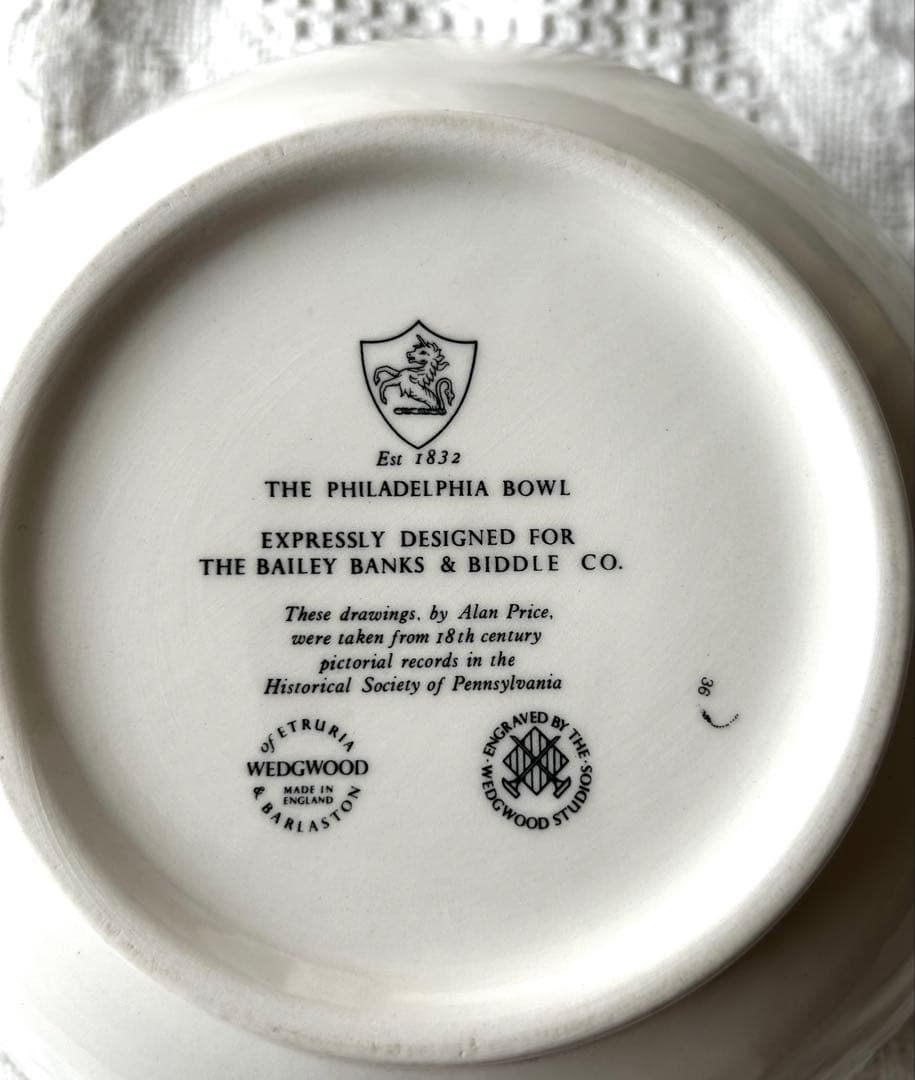 Est 1832
THE PHILADELPHIA BOWL
EXPRESSLY DESIGNED FOR
THE BAILEY BANKS & BIDDLE CO.
These drawings, by Alan Price,
were taken from 18th century
pictorial records in the
Historical Society of Pennsylvania
of ETRURIA
WEDGWOOD
MADE IN
ENGLAND
& BARLASTON
· ENGRAVED BY THE ·
WEDGWOOD STUDIOS
36